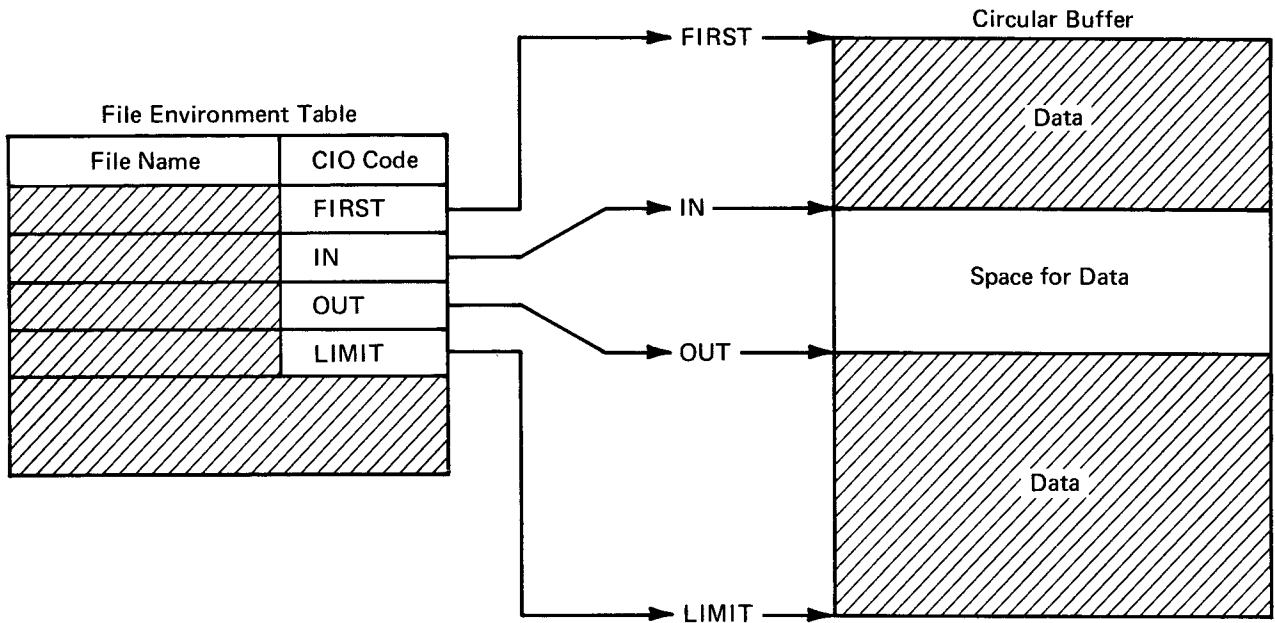 File Environment Table
File Name CIO Code
FIRST
IN
OUT
LIMIT
FIRST
IN
OUT
LIMIT
Circular Buffer
Data
Space for Data
Data